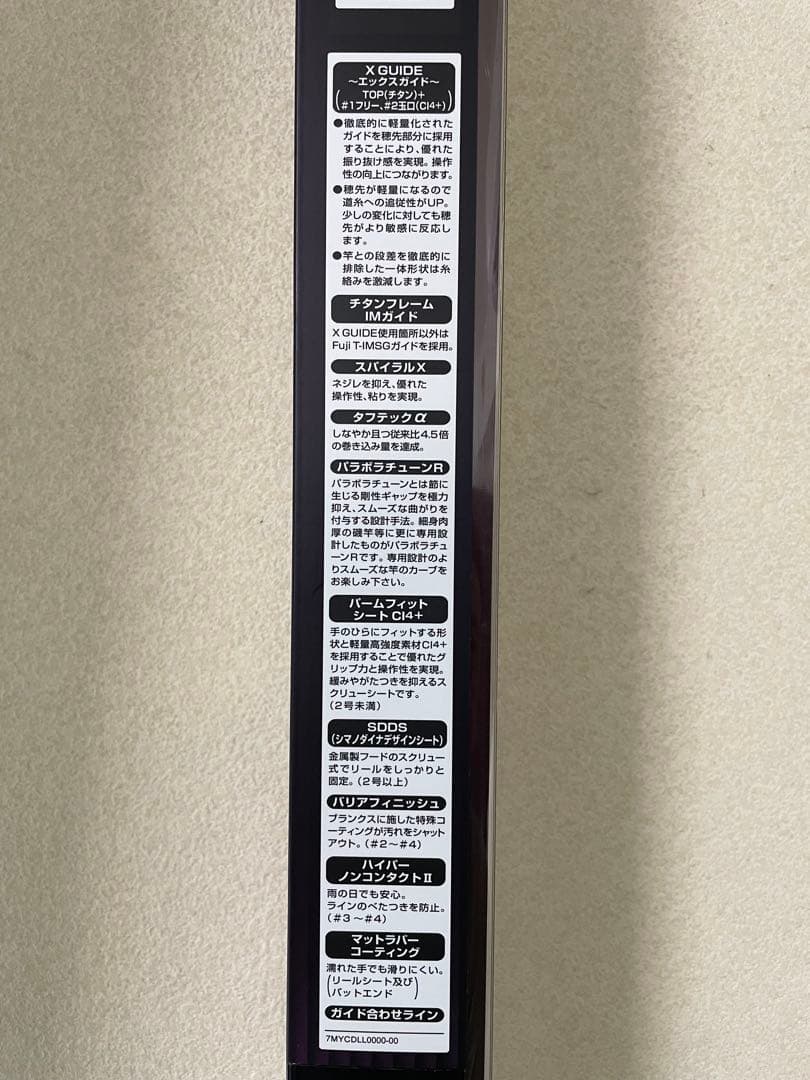 X GUIDE
～エックスガイド～
(TOP(チタン)+
#1フリー、#2玉口(CI4+))
●徹底的に軽量化された
ガイドを穂先部分に採用
することにより、優れた
振り抜け感を実現。操作
性の向上につながります。
●穂先が軽量になるので
道糸への追従性がUP。
少しの変化に対しても穂
先がより敏感に反応し
ます。
●竿との段差を徹底的に
排除した一体形状は糸
絡みを激減します。
チタンフレーム
IMガイド
X GUIDE使用箇所以外は
Fuji T-IMSGガイドを採用。
スパイラルX
ネジレを抑え、優れた
操作性、粘りを実現。
タフテックα
しなやか且つ従来比4.5倍
の巻き込み量を達成。
パラボラチューンR
パラボラチューンとは節に
生じる剛性ギャップを極力
抑え、スムーズな曲がりを
付与する設計手法。細身肉
厚の磯竿等に更に専用設
計したものがパラボラチュ
ーンRです。専用設計のよ
りスムーズな竿のカーブを
お楽しみ下さい。
パームフィット
シート CI4+
手のひらにフィットする形
状と軽量高強度素材CI4+
を採用することで優れたグ
リップ力と操作性を実現。
緩みやがたつきを抑えるス
クリューシートです。
(2号未満)
SDDS
(シマノダイナデザインシート)
金属製フードのスクリュー
式でリールをしっかりと
固定。(2号以上)
バリアフィニッシュ
ブランクスに施した特殊コ
ーティングが汚れをシャット
アウト。(#2～#4)
ハイパー
ノンコンタクトⅡ
雨の日でも安心。
ラインのべたつきを防止。
(#3～#4)
マットラバー
コーティング
濡れた手でも滑りにくい。
(リールシート及び
バットエンド)
ガイド合わせライン
7MYCDLL0000-00